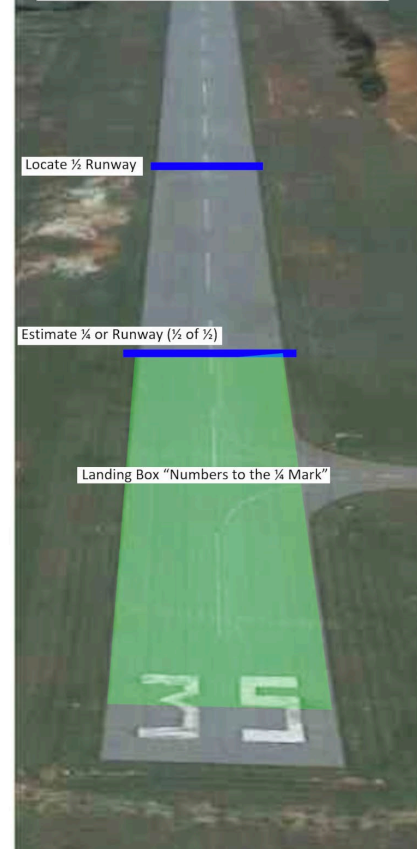 Locate ½ Runway
Estimate ¼ or Runway (½ of ½)
Landing Box "Numbers to the ¼ Mark"
35